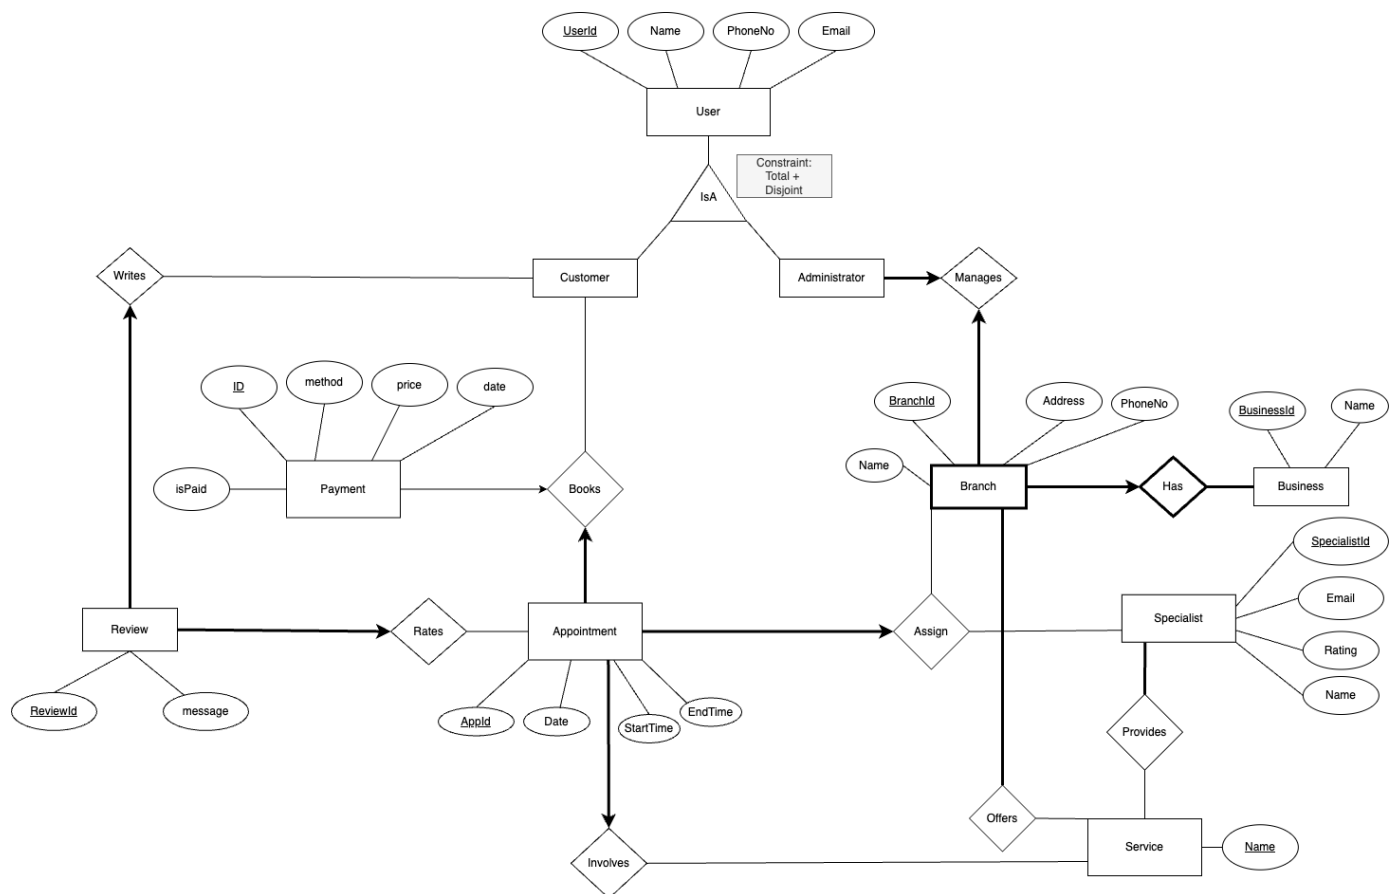 UserId
Name
PhoneNo
Email
User
Constraint:
Total +
Disjoint
IsA
Writes
Customer
Administrator
Manages
ID
method
price
date
BranchId
Address
PhoneNo
BusinessId
Name
Name
isPaid
Payment
Books
Branch
Has
Business
SpecialistId
Email
Review
Rates
Appointment
Assign
Specialist
Rating
Name
ReviewId
message
AppId
Date
StartTime
EndTime
Provides
Offers
Involves
Service
Name